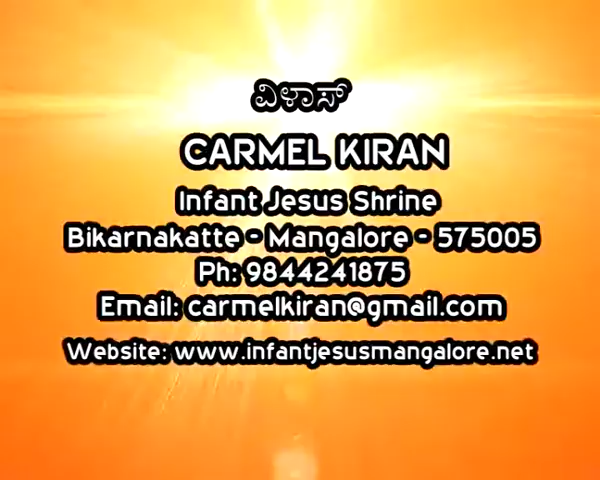 ವಿಳಾಸ್
CARMEL KIRAN
Infant Jesus Shrine
Bikarnakatte - Mangalore - 575005
Ph: 9844241875
Email: carmelkiran@gmail.com
Website: www.infantjesusmangalore.net